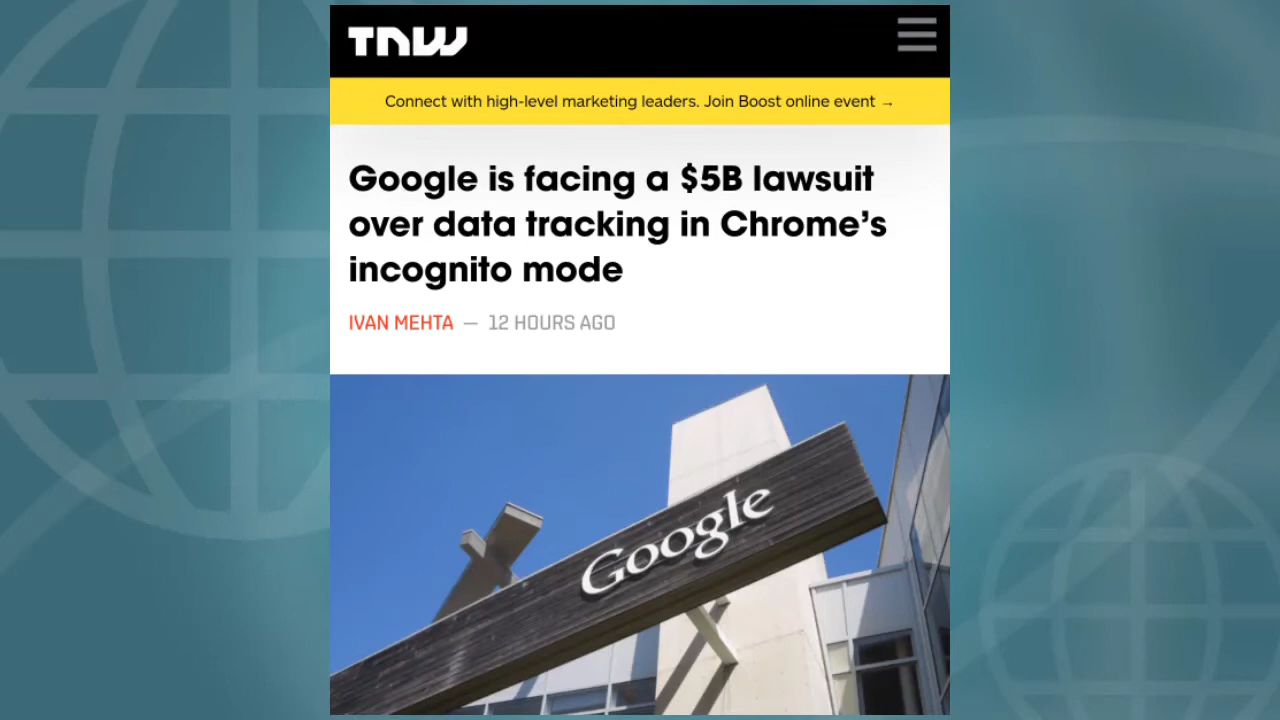 TNW
Connect with high-level marketing leaders. Join Boost online event →
Google is facing a $5B lawsuit
over data tracking in Chrome’s
incognito mode
IVAN MEHTA — 12 HOURS AGO
Google